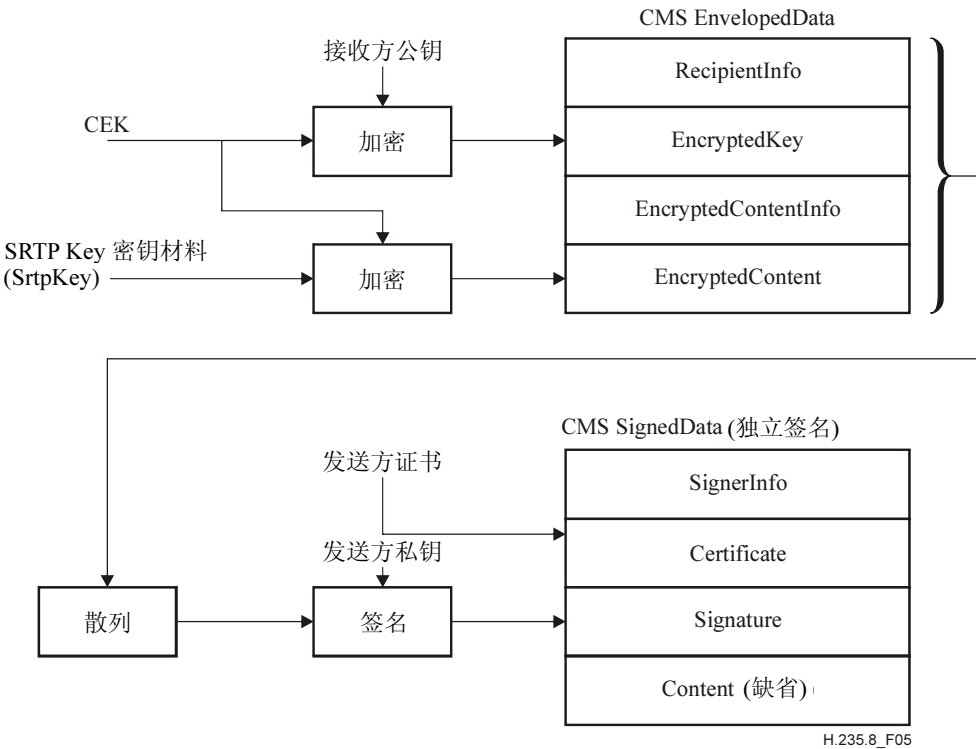 CMS EnvelopedData
接收方公钥
RecipientInfo
CEK
加密
EncryptedKey
EncryptedContentInfo
SRTP Key 密钥材料
(SrtpKey)
加密
EncryptedContent
CMS SignedData (独立签名)
发送方证书
SignerInfo
发送方私钥
Certificate
散列
签名
Signature
Content (缺省)
H.235.8_F05